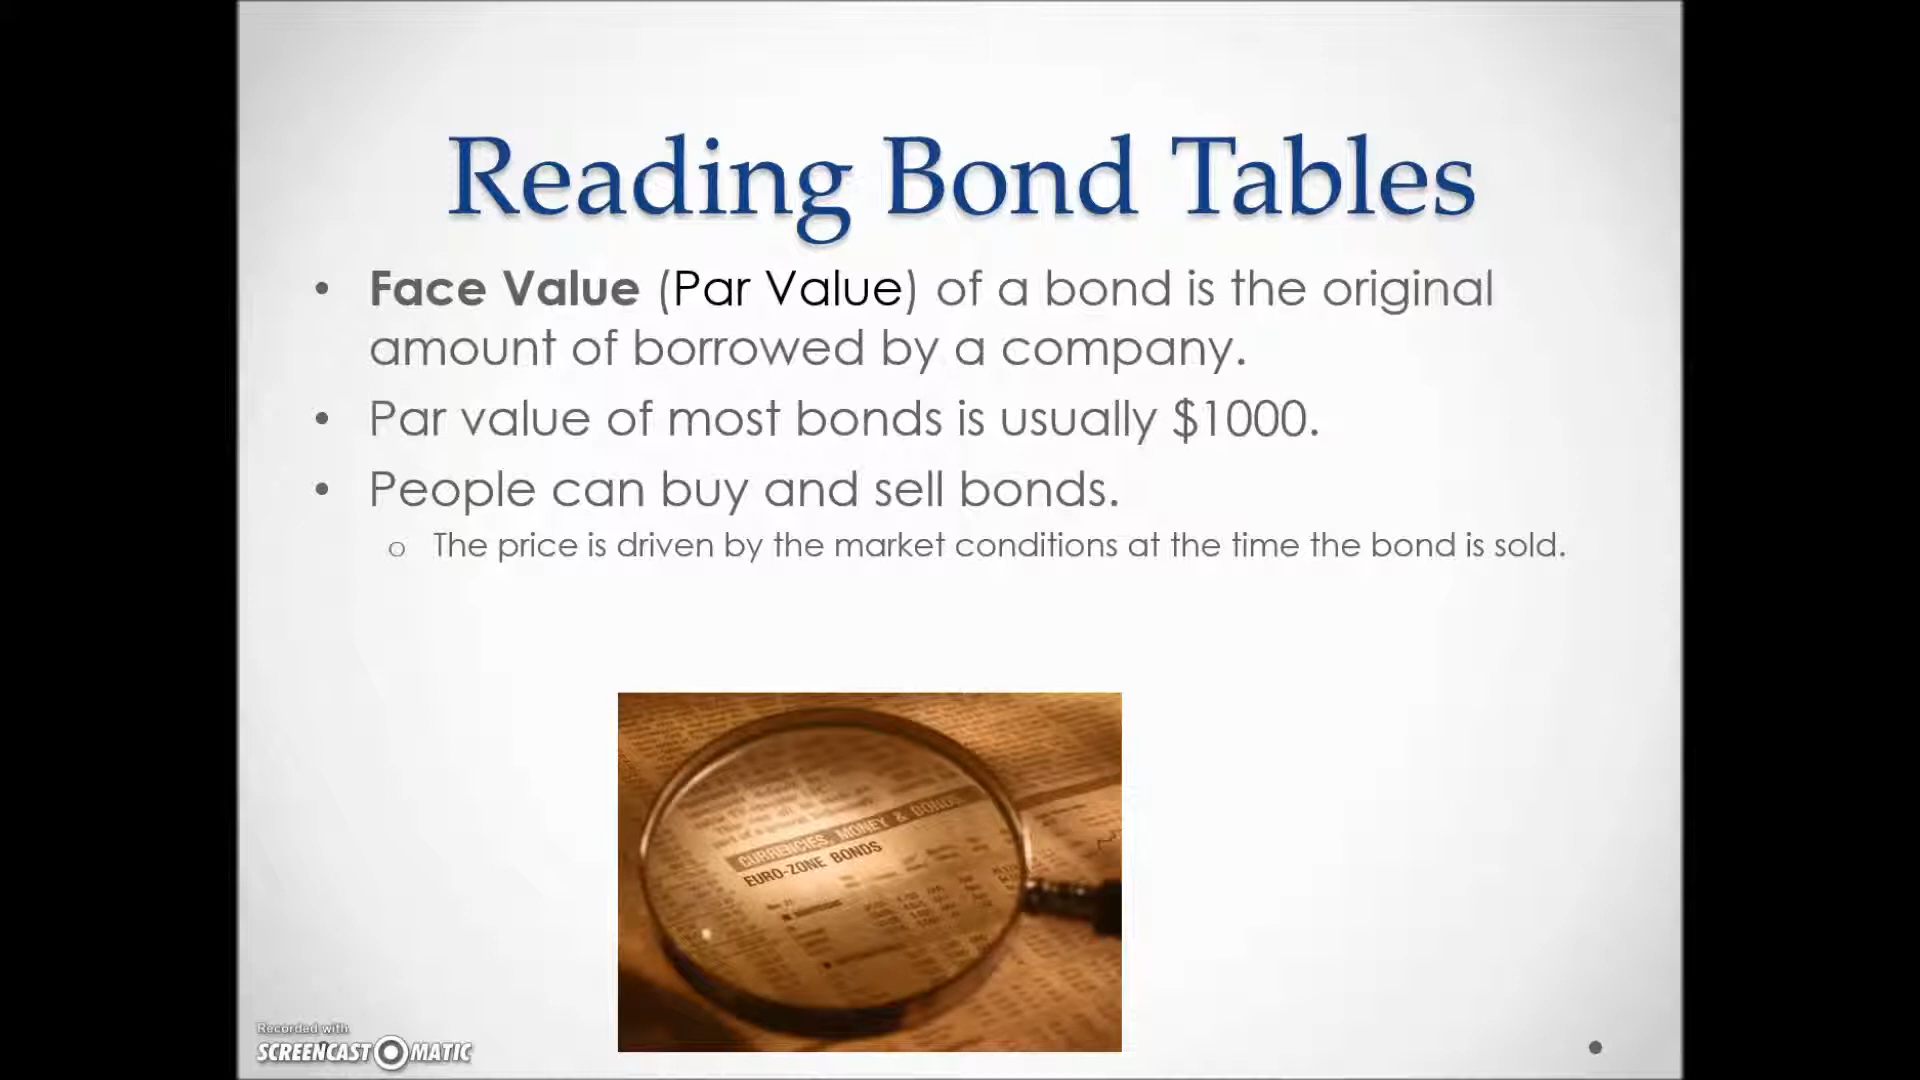 Reading Bond Tables
• Face Value (Par Value) of a bond is the original
amount of borrowed by a company.
• Par value of most bonds is usually $1000.
• People can buy and sell bonds.
o The price is driven by the market conditions at the time the bond is sold.
CURRENCIES, MONEY & BONDS
EURO-ZONE BONDS
Recorded with
SCREENCAST-O-MATIC